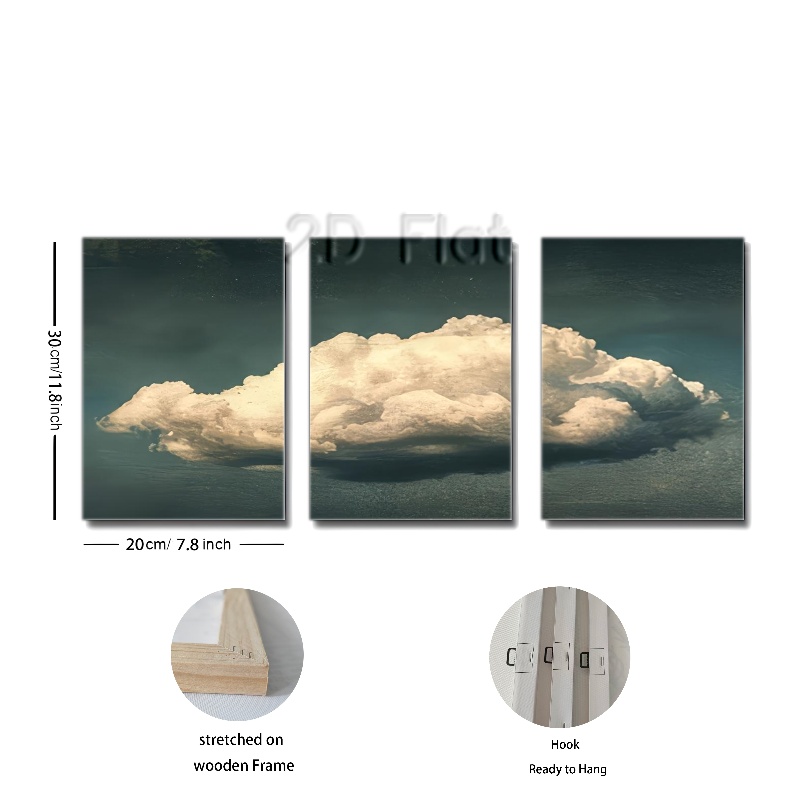 2D Flat
30cm/11.8inch
20cm/ 7.8 inch
stretched on
wooden Frame
Hook
Ready to Hang